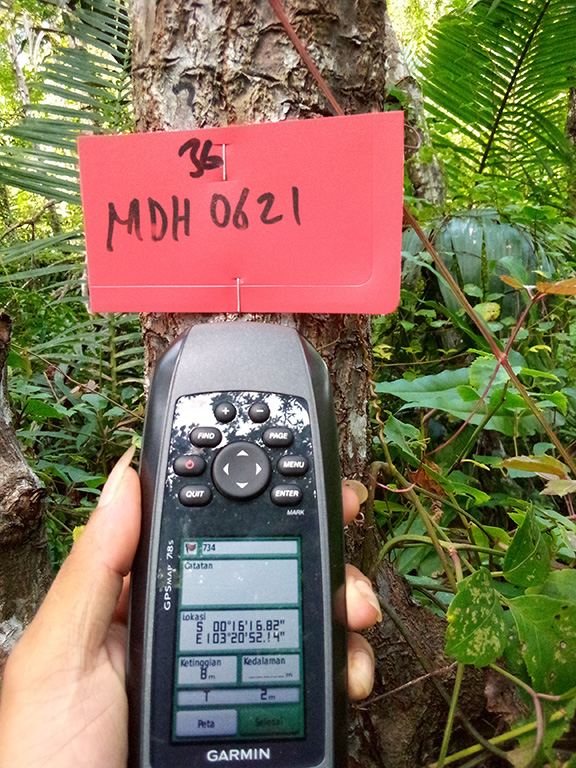 36
MDH 0621
+ -
FIND PAGE
MENU
QUIT ENTER
MARK
GPSMAP 78s
734
Catatan
Lokasi
S 00°16'16.82"
E103°20'52.14"
Ketinggian Kedalaman
8m
2m
Peta Selesai
GARMIN